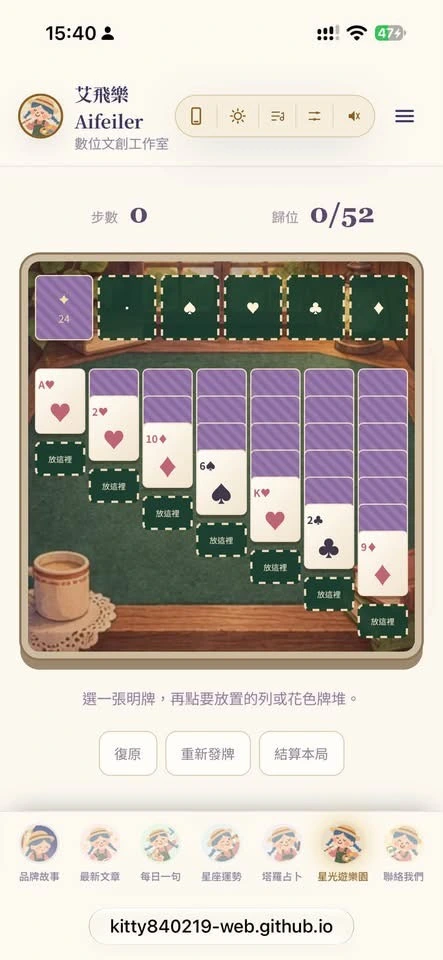 15:40
47
艾飛樂
Aifeiler
數位文創工作室
步數 0
歸位 0/52
24
A♥
2♥
10♦
6♠
K♥
2♣
9♦
放這裡
放這裡
放這裡
放這裡
放這裡
放這裡
放這裡
選一張明牌，再點要放置的列或花色牌堆。
復原
重新發牌
結算本局
品牌故事
最新文章
每日一句
星座運勢
塔羅占卜
星光遊樂園
聯絡我們
kitty840219-web.github.io